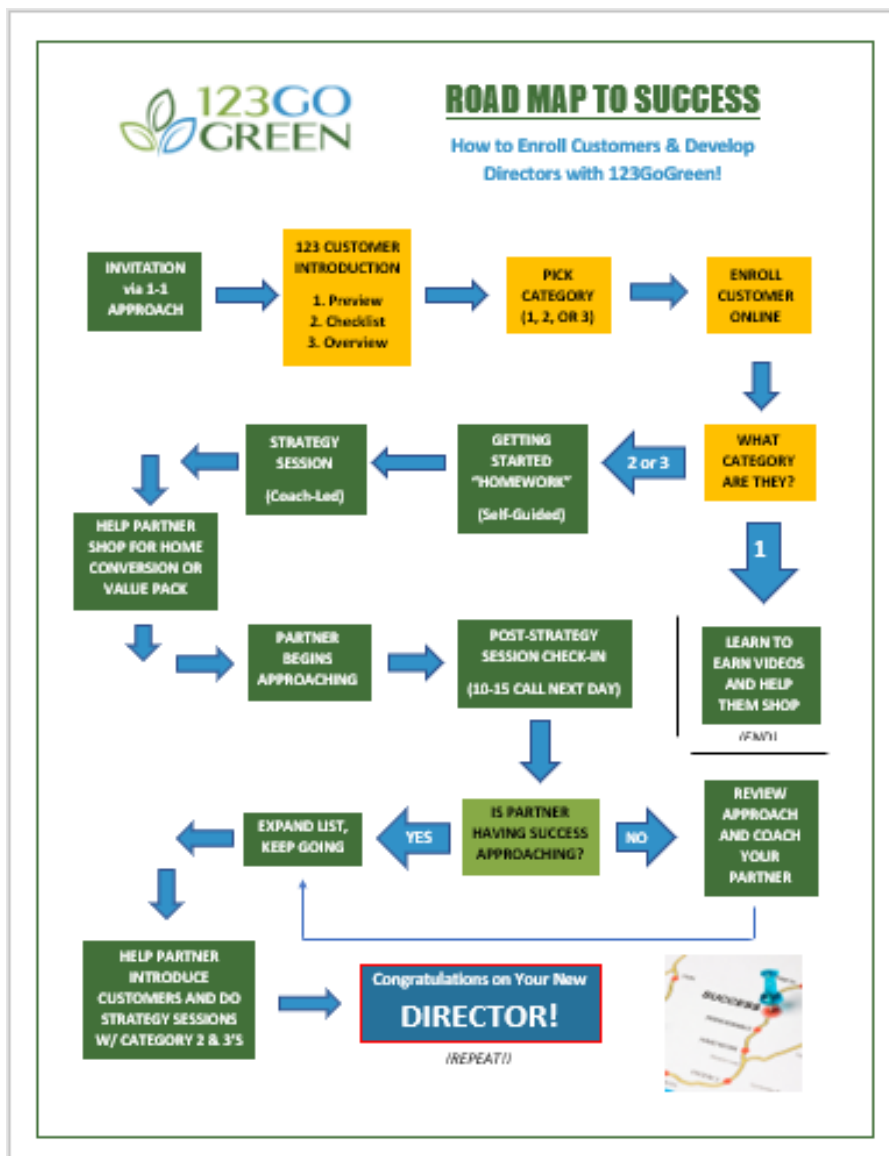 123GO
GREEN
ROAD MAP TO SUCCESS
How to Enroll Customers & Develop
Directors with 123GoGreen!
INVITATION
via 1-1
APPROACH
123 CUSTOMER
INTRODUCTION
1. Preview
2. Checklist
3. Overview
PICK
CATEGORY
(1, 2, OR 3)
ENROLL
CUSTOMER
ONLINE
WHAT
CATEGORY
ARE THEY?
2 or 3
GETTING
STARTED
"HOMEWORK"
(Self-Guided)
STRATEGY
SESSION
(Coach-Led)
1
HELP PARTNER
SHOP FOR HOME
CONVERSION OR
VALUE PACK
PARTNER
BEGINS
APPROACHING
POST-STRATEGY
SESSION CHECK-IN
(10-15 CALL NEXT DAY)
LEARN TO
EARN VIDEOS
AND HELP
THEM SHOP
(END)
IS PARTNER
HAVING SUCCESS
APPROACHING?
YES
EXPAND LIST,
KEEP GOING
NO
REVIEW
APPROACH
AND COACH
YOUR
PARTNER
HELP PARTNER
INTRODUCE
CUSTOMERS AND DO
STRATEGY SESSIONS
W/ CATEGORY 2 & 3'S
Congratulations on Your New
DIRECTOR!
(REPEAT!)
SUCCESS